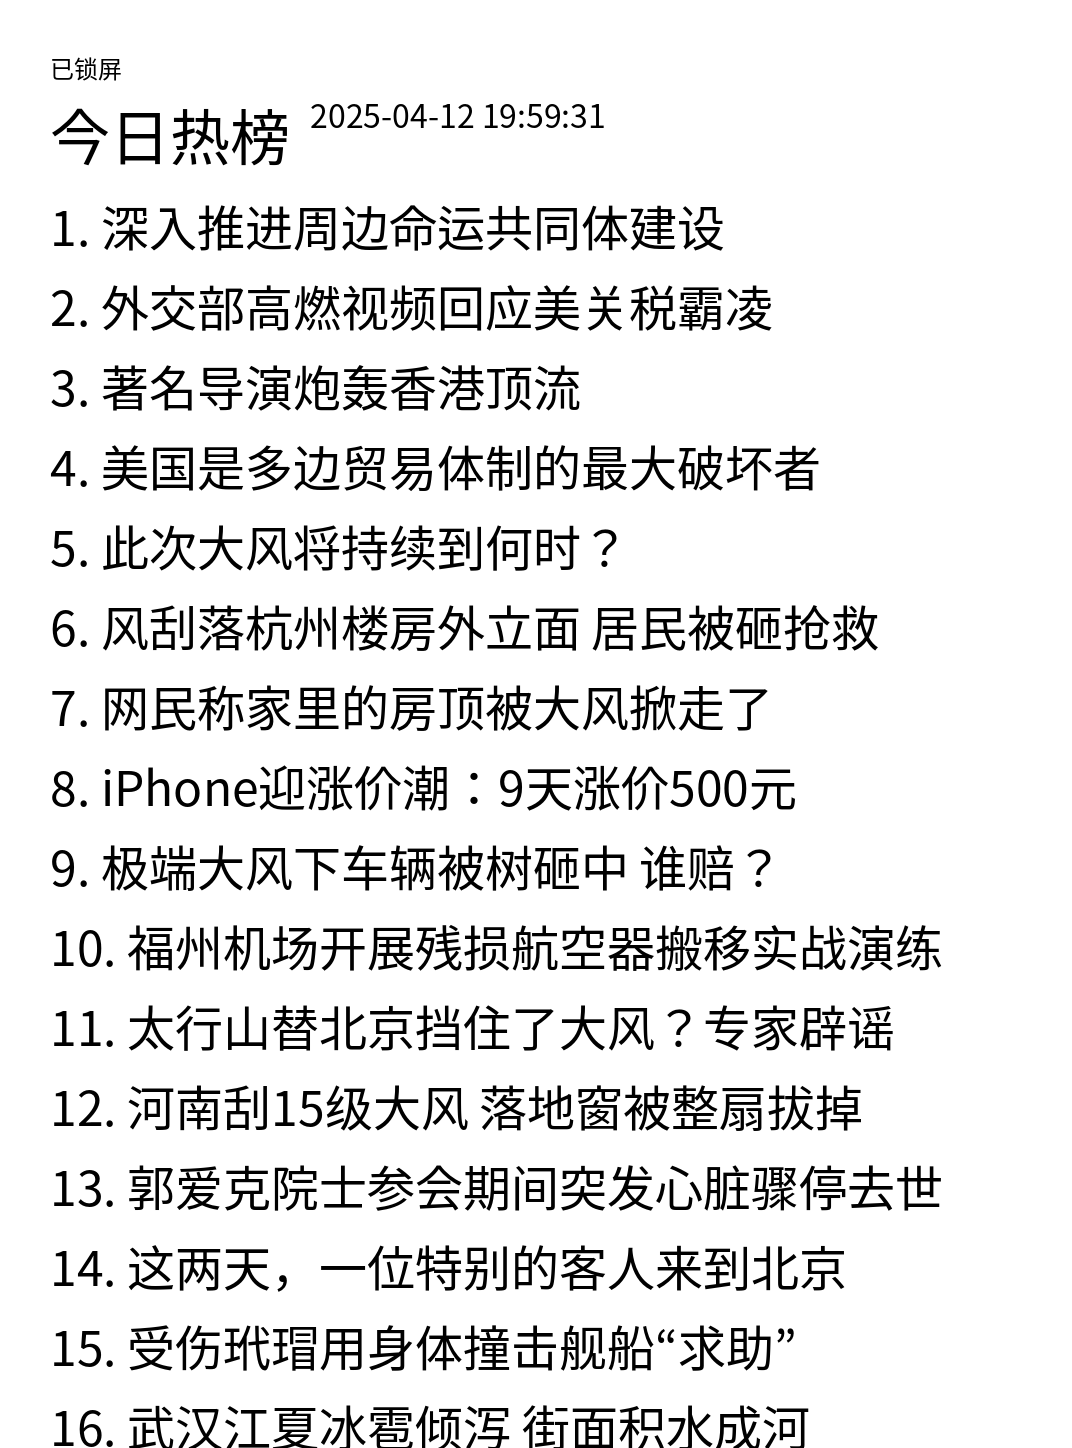 已锁屏
今日热榜 2025-04-12 19:59:31
1. 深入推进周边命运共同体建设
2. 外交部高燃视频回应美关税霸凌
3. 著名导演炮轰香港顶流
4. 美国是多边贸易体制的最大破坏者
5. 此次大风将持续到何时？
6. 风刮落杭州楼房外立面 居民被砸抢救
7. 网民称家里的房顶被大风掀走了
8. iPhone迎涨价潮：9天涨价500元
9. 极端大风下车辆被树砸中 谁赔？
10. 福州机场开展残损航空器搬移实战演练
11. 太行山替北京挡住了大风？专家辟谣
12. 河南刮15级大风 落地窗被整扇拔掉
13. 郭爱克院士参会期间突发心脏骤停去世
14. 这两天，一位特别的客人来到北京
15. 受伤玳瑁用身体撞击舰船“求助”
16. 武汉江夏冰雹倾泻 街面积水成河